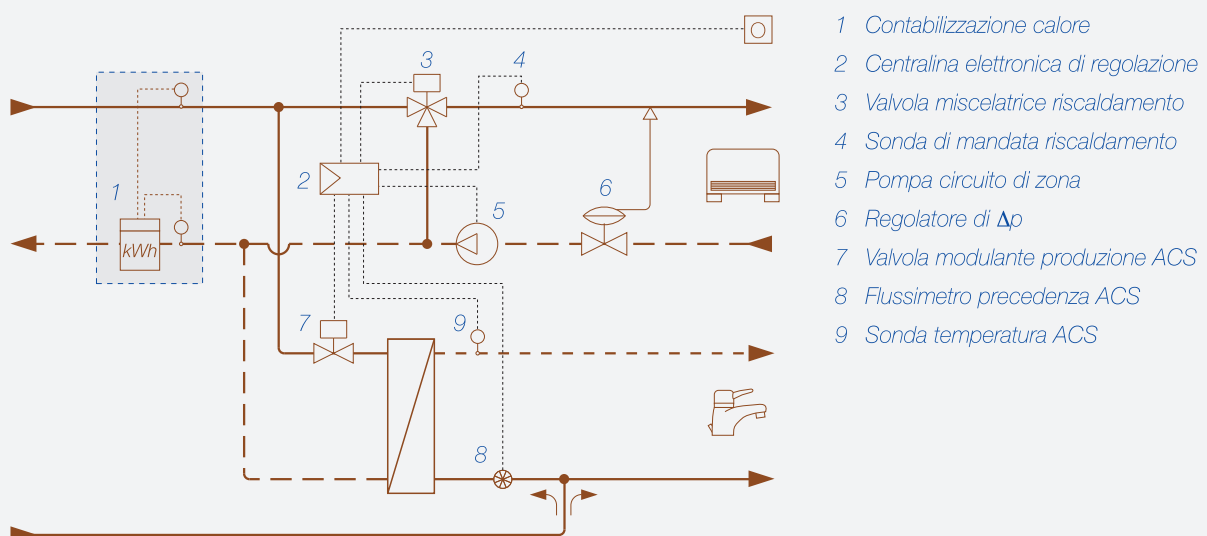 1 Contabilizzazione calore
2 Centralina elettronica di regolazione
3 Valvola miscelatrice riscaldamento
4 Sonda di mandata riscaldamento
5 Pompa circuito di zona
6 Regolatore di Δp
7 Valvola modulante produzione ACS
8 Flussimetro precedenza ACS
9 Sonda temperatura ACS
3
4
1
2
5
6
kWh
7
9
8